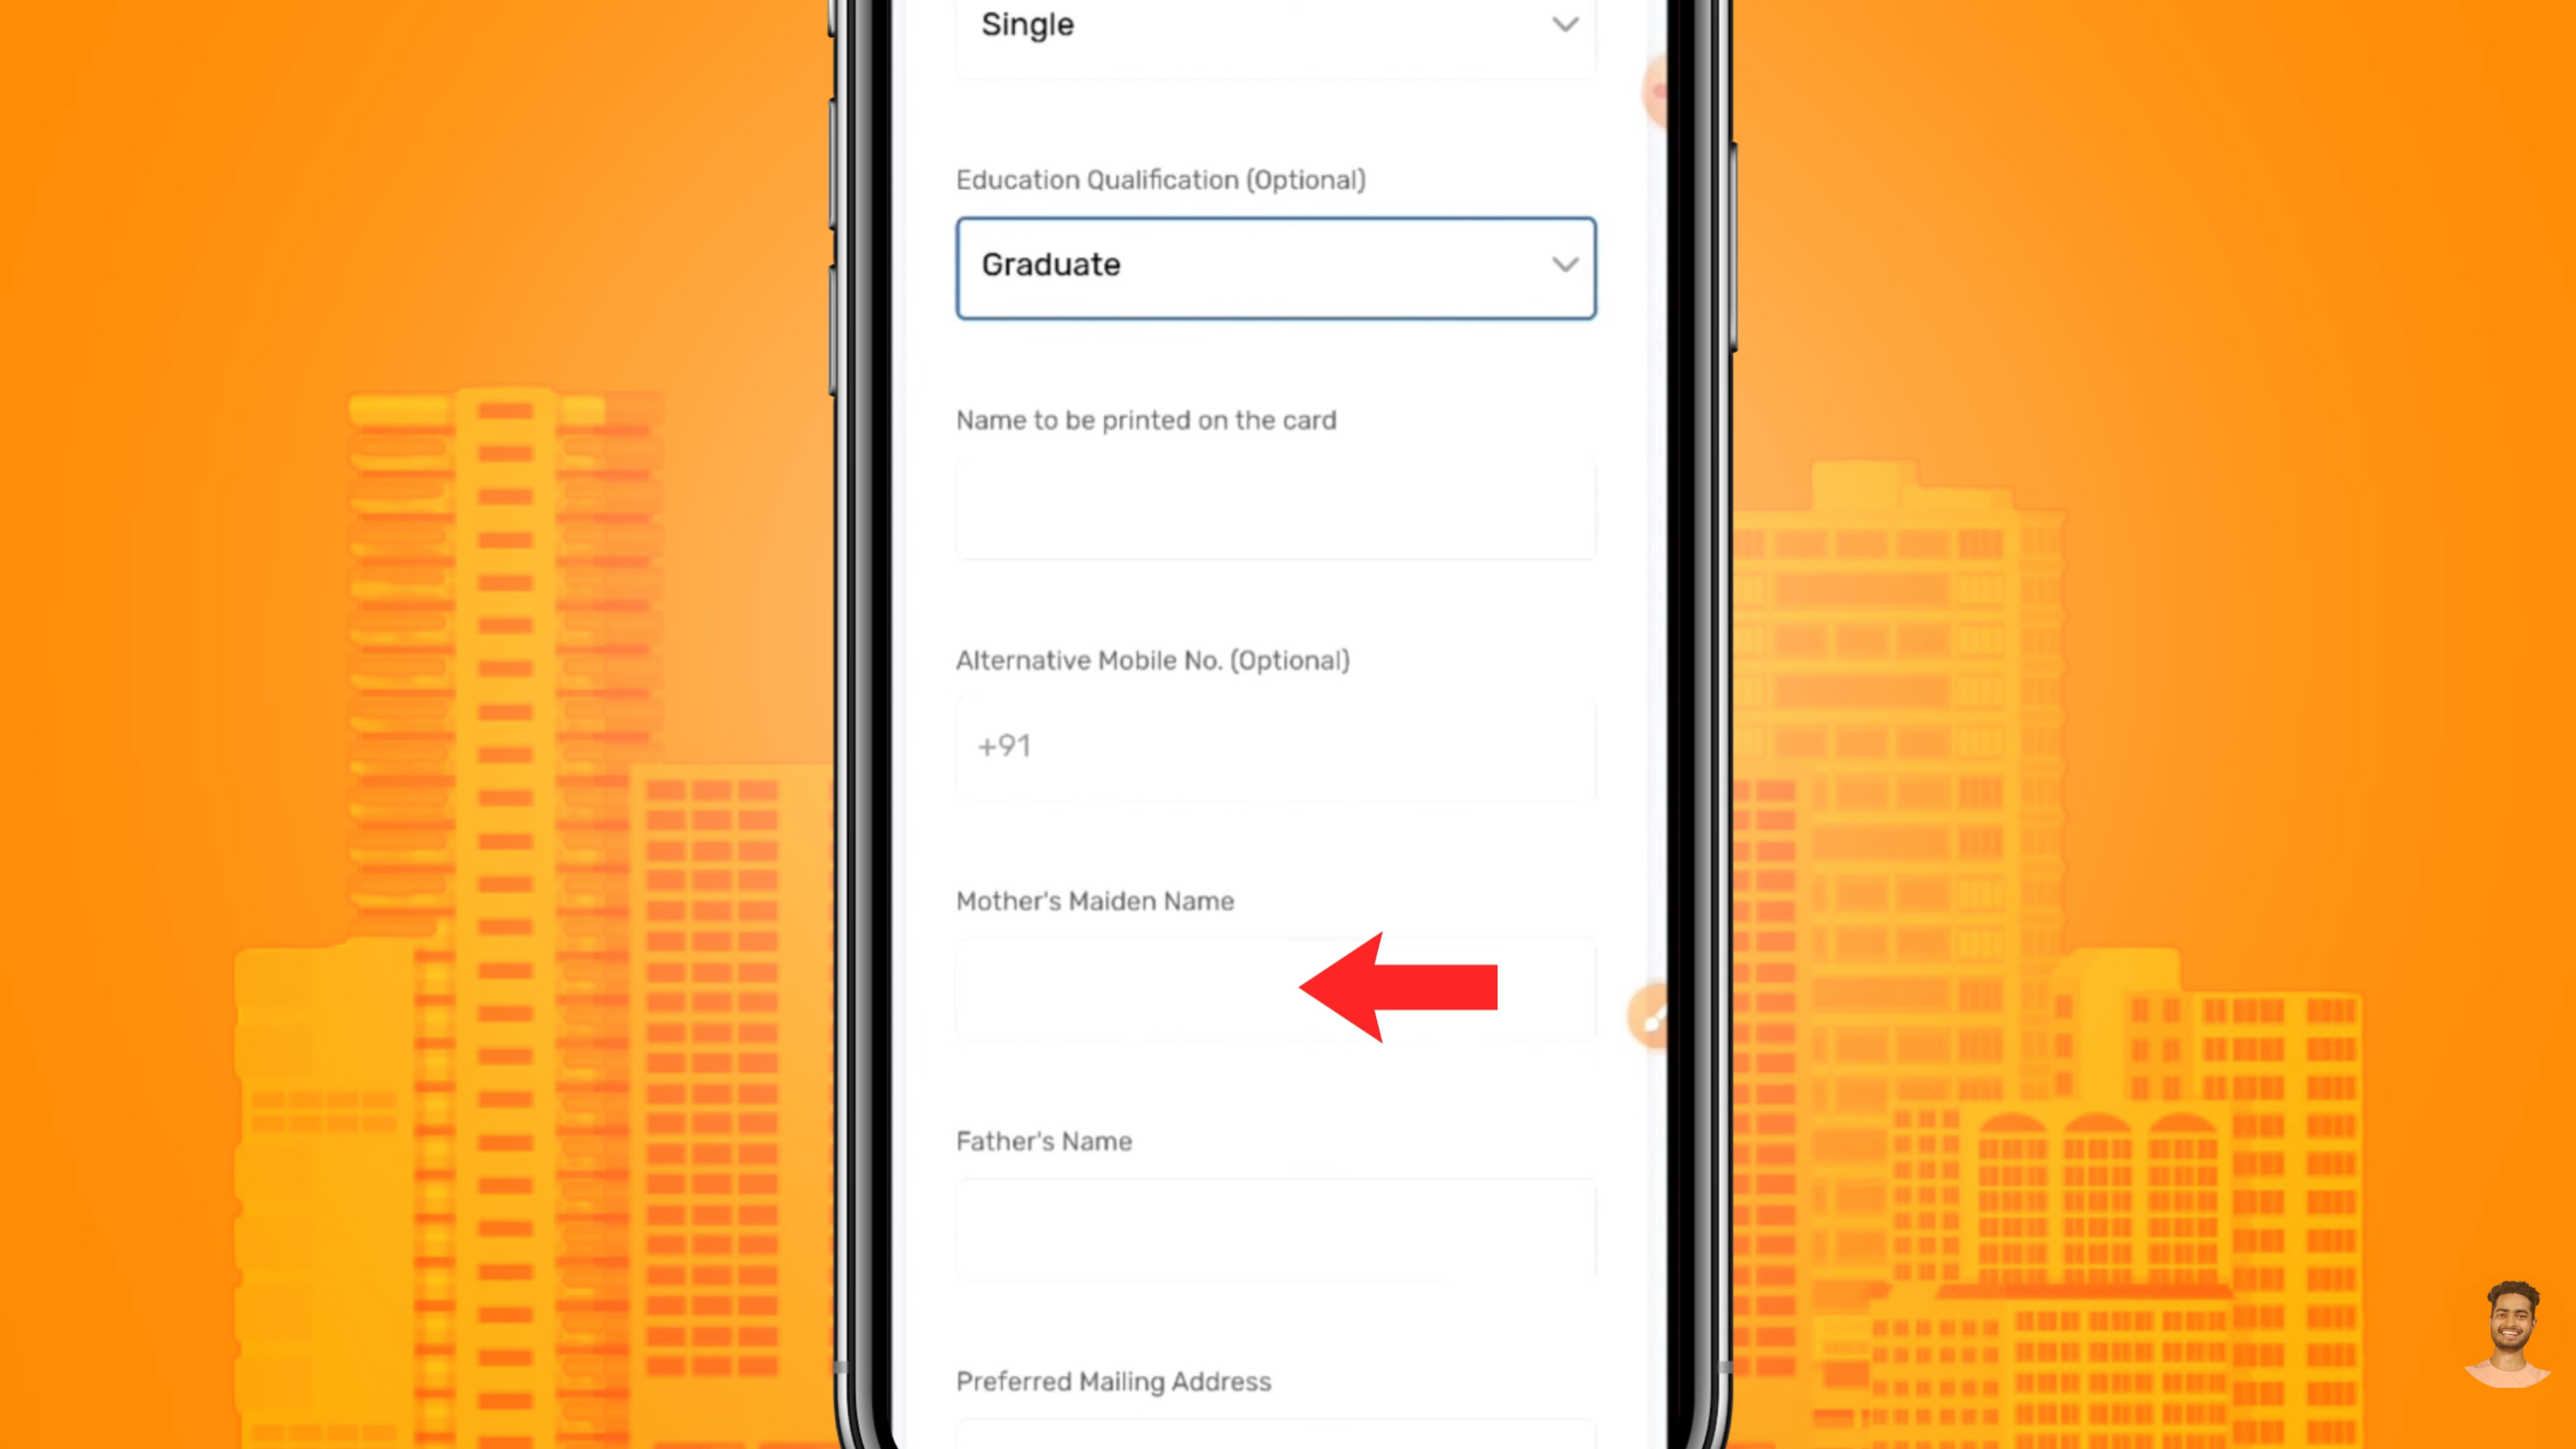 Single
Education Qualification (Optional)
Graduate
Name to be printed on the card
Alternative Mobile No. (Optional)
+91
Mother's Maiden Name
Father's Name
Preferred Mailing Address